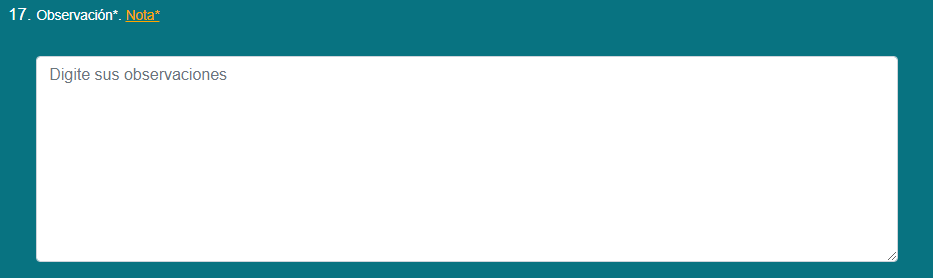 17. Observación*. Nota*
Digite sus observaciones